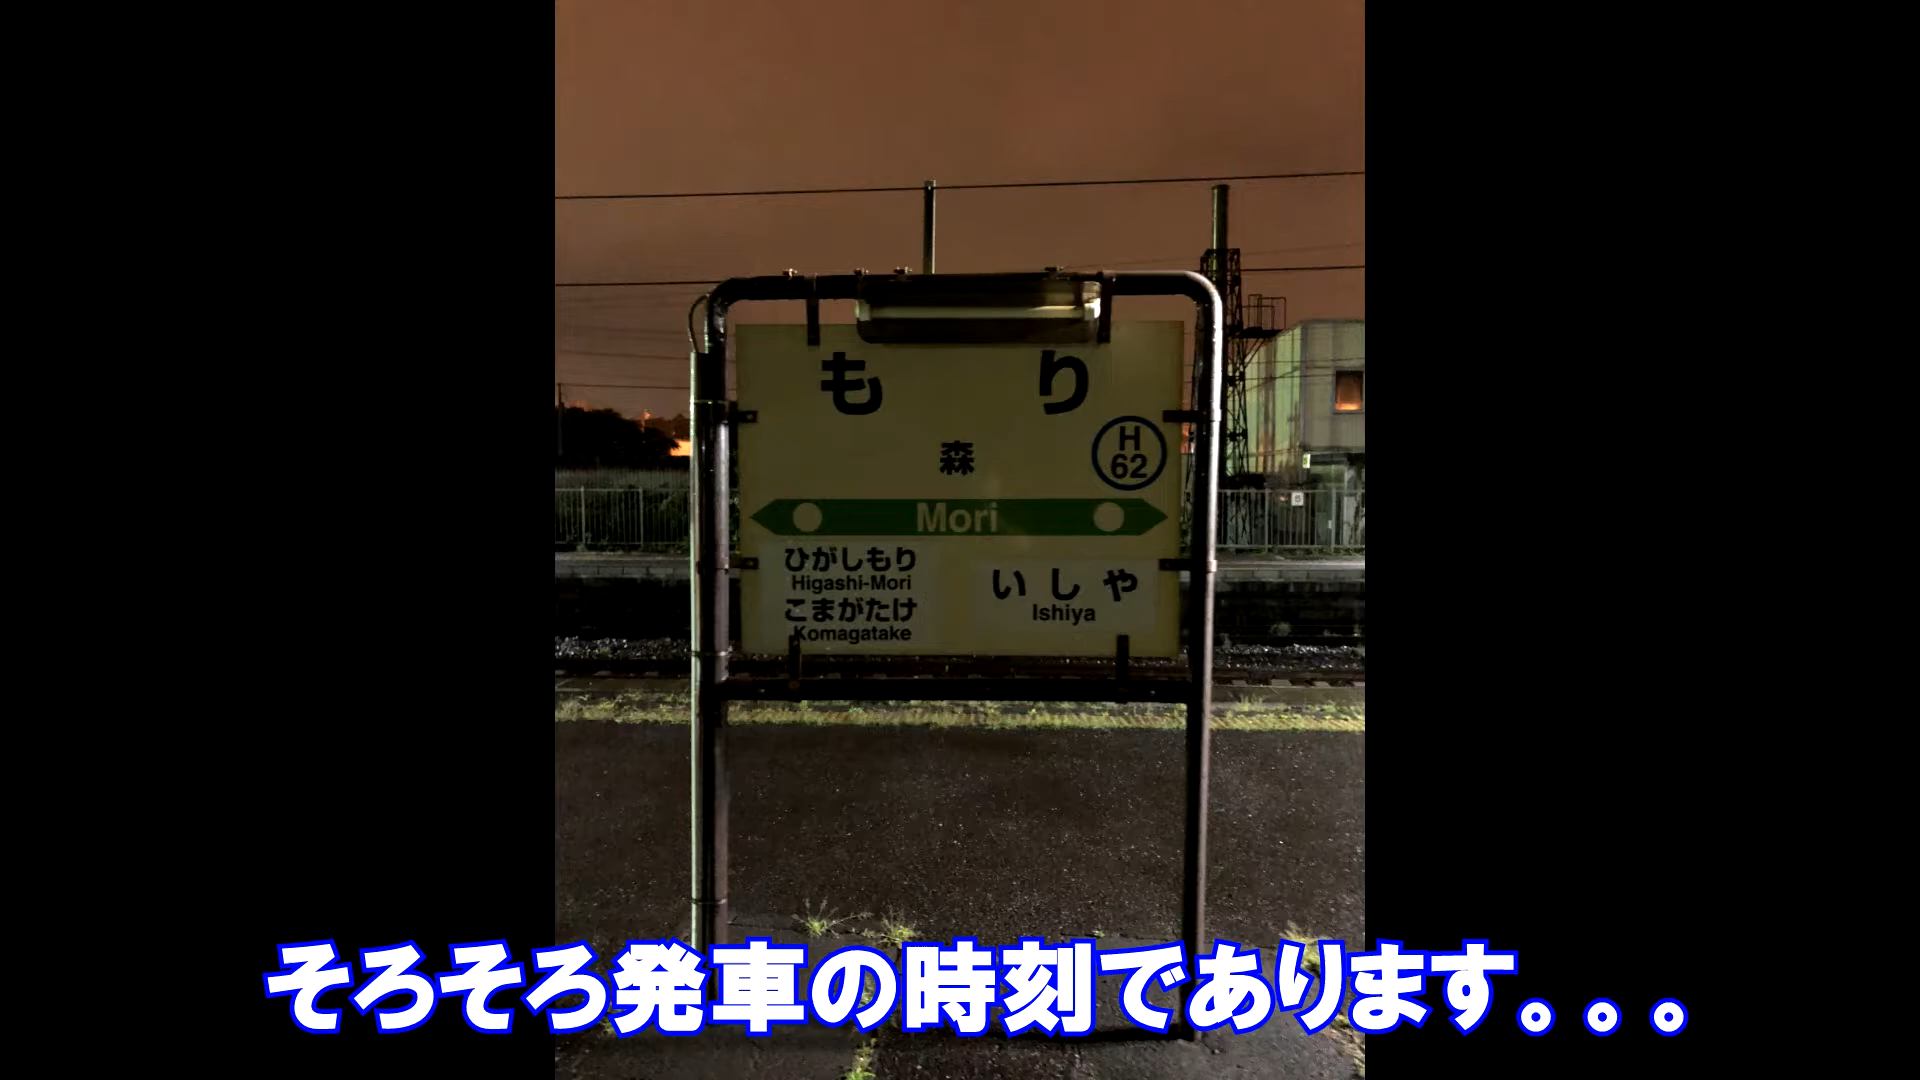 もり
森
H
62
Mori
ひがしもり
Higashi-Mori
こまがたけ
Komagatake
いしや
Ishiya
そろそろ発車の時刻であります。。。